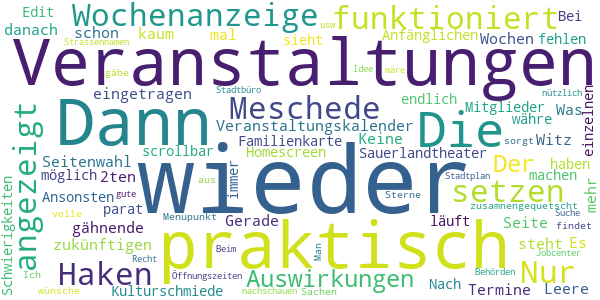 Edit Wochenanzeige funktioniert Bei
danach schon kaum mal sieht Anfänglichen Wochen fehlen
usw Strassennamen
Veranstaltungen
gäbe Idee wäre
eingetragen Stadtbüro endlich nützlich einzelnen
Dann Meschede Mitglieder Was
Veranstaltungskalender Die währe
angezeigt Familienkarte Keine Witz
Seitenwahl scrollbar wieder Homescreen Sauerlandtheater
möglich 2ten immer aus Der haben sorgt
Ansonsten gute Stadtplan setzen machen mehr
Sterne zusammengequetscht
Schwierigkeiten gähnende parat Menüpunkt Gerade läuft Seite Suche
volle praktisch findet
zukünftigen Beim Man steht Es
Ich Haken Recht Behörden Jobcenter
Öffnungszeiten Auswirkungen Nach Nur
wünsche Kulturschmiede nachschauen Sachen Termine Leere